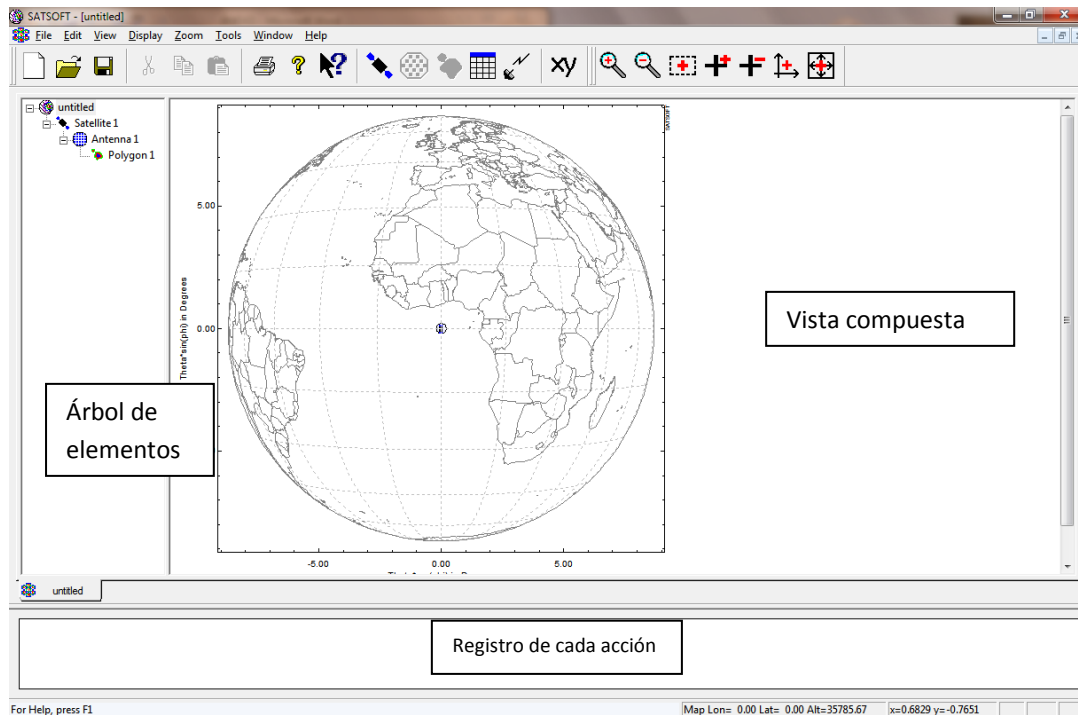 SATSOFT - [untitled]
File Edit View Display Zoom Tools Window Help
xy
untitled
Satellite 1
Antenna 1
Polygon 1
SATSOFT
5.00
0.00
Theta*sin(phi) in Degrees
-5.00 0.00 5.00
Vista compuesta
Árbol de
elementos
untitled
Registro de cada acción
For Help, press F1
Map Lon= 0.00 Lat= 0.00 Alt=35785.67
x=0.6829 y=-0.7651